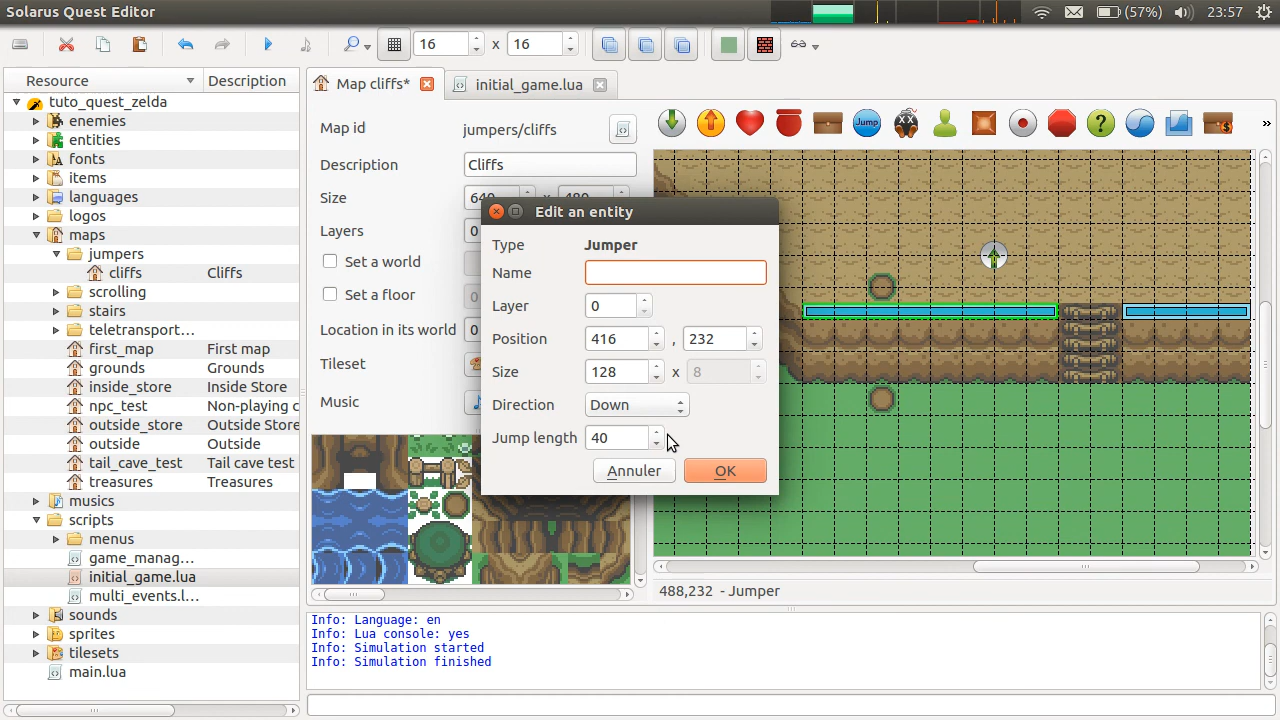 Solarus Quest Editor
(57%)
23:57
16 x 16
Resource Description
tuto_quest_zelda
enemies
entities
fonts
items
languages
logos
maps
jumpers
cliffs Cliffs
scrolling
stairs
teletransport...
first_map First map
grounds Grounds
inside_store Inside Store
npc_test Non-playing c
outside_store Outside Store
outside Outside
tail_cave_test Tail cave test
treasures Treasures
musics
scripts
menus
game_manag...
initial_game.lua
multi_events.l...
sounds
sprites
tilesets
main.lua
Map cliffs*
initial_game.lua
Map id jumpers/cliffs
Description Cliffs
Size 640 x 480
Layers 0
Set a world
Set a floor 0
Location in its world 0
Tileset
Music
Jump
»
Edit an entity
Type Jumper
Name
Layer 0
Position 416 , 232
Size 128 x 8
Direction Down
Jump length 40
Annuler OK
488,232 - Jumper
Info: Language: en
Info: Lua console: yes
Info: Simulation started
Info: Simulation finished